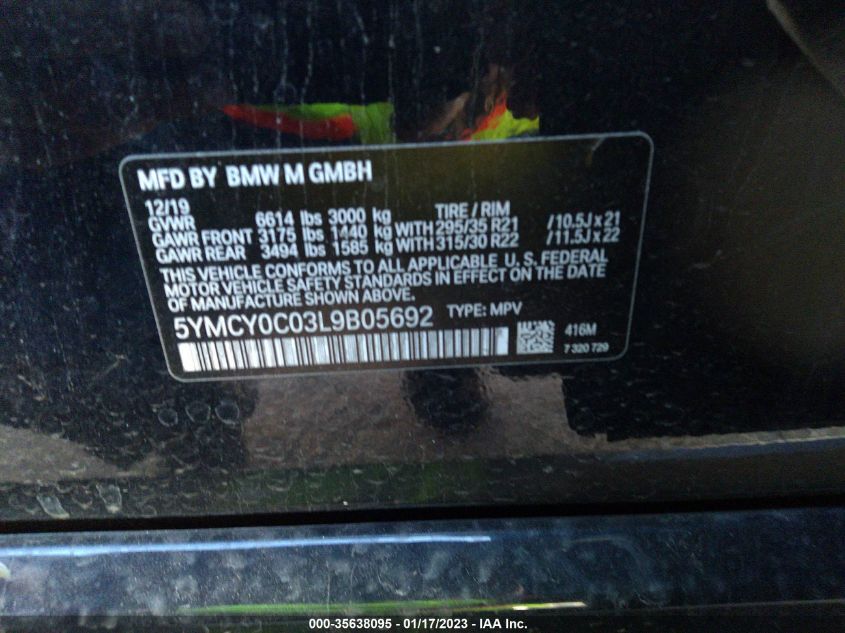 MFD BY BMW M GMBH
12/19 TIRE / RIM
GVWR 6614 lbs 3000 kg
GAWR FRONT 3175 lbs 1440 kg WITH 295/35 R21 /10.5J x 21
GAWR REAR 3494 lbs 1585 kg WITH 315/30 R22 /11.5J x 22
THIS VEHICLE CONFORMS TO ALL APPLICABLE U. S. FEDERAL
MOTOR VEHICLE SAFETY STANDARDS IN EFFECT ON THE DATE
OF MANUFACTURE SHOWN ABOVE.
5YMCY0C03L9B05692 TYPE: MPV
416M
7 320 729
000-35638095 - 01/17/2023 - IAA Inc.